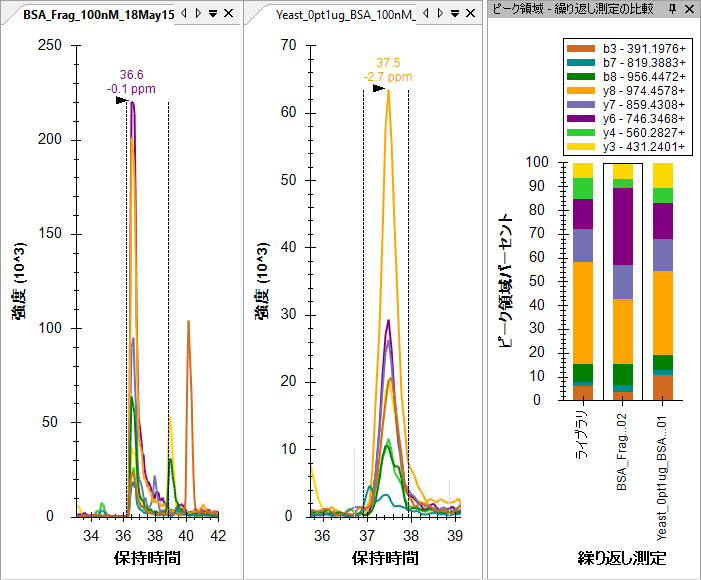 BSA_Frag_100nM_18May15
250
200
150
100
50
0
強度 (10^3)
36.6
-0.1 ppm
34 36 38 40 42
保持時間
Yeast_0pt1ug_BSA_100nM_
70
60
50
40
30
20
10
0
強度 (10^3)
37.5
-2.7 ppm
36 37 38 39
保持時間
ピーク領域 - 繰り返し測定の比較
b3 - 391.1976+
b7 - 819.3883+
b8 - 956.4472+
y8 - 974.4578+
y7 - 859.4308+
y6 - 746.3468+
y4 - 560.2827+
y3 - 431.2401+
100
90
80
70
60
50
40
30
20
10
0
ピーク領域パーセント
ライブラリ
BSA_Frag...02
Yeast_0pt1ug_BSA...01
繰り返し測定